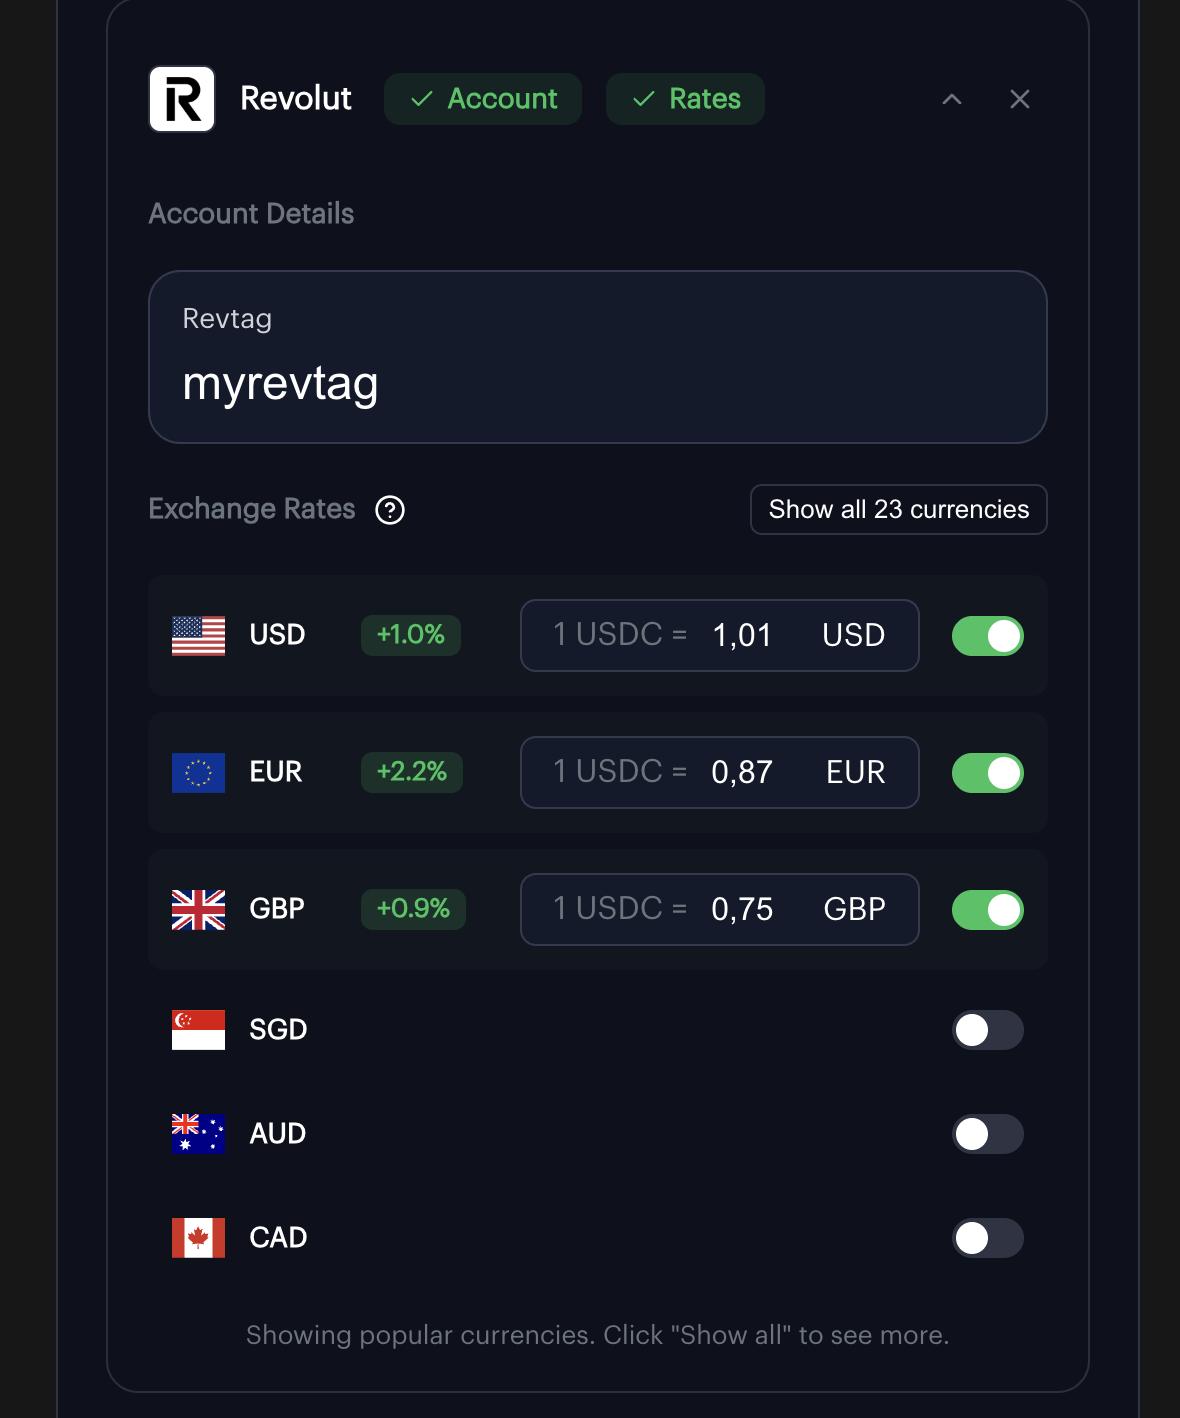 Revolut
Account
Rates
Account Details
Revtag
myrevtag
Exchange Rates
Show all 23 currencies
USD +1.0% 1 USDC = 1,01 USD
EUR +2.2% 1 USDC = 0,87 EUR
GBP +0.9% 1 USDC = 0,75 GBP
SGD
AUD
CAD
Showing popular currencies. Click "Show all" to see more.